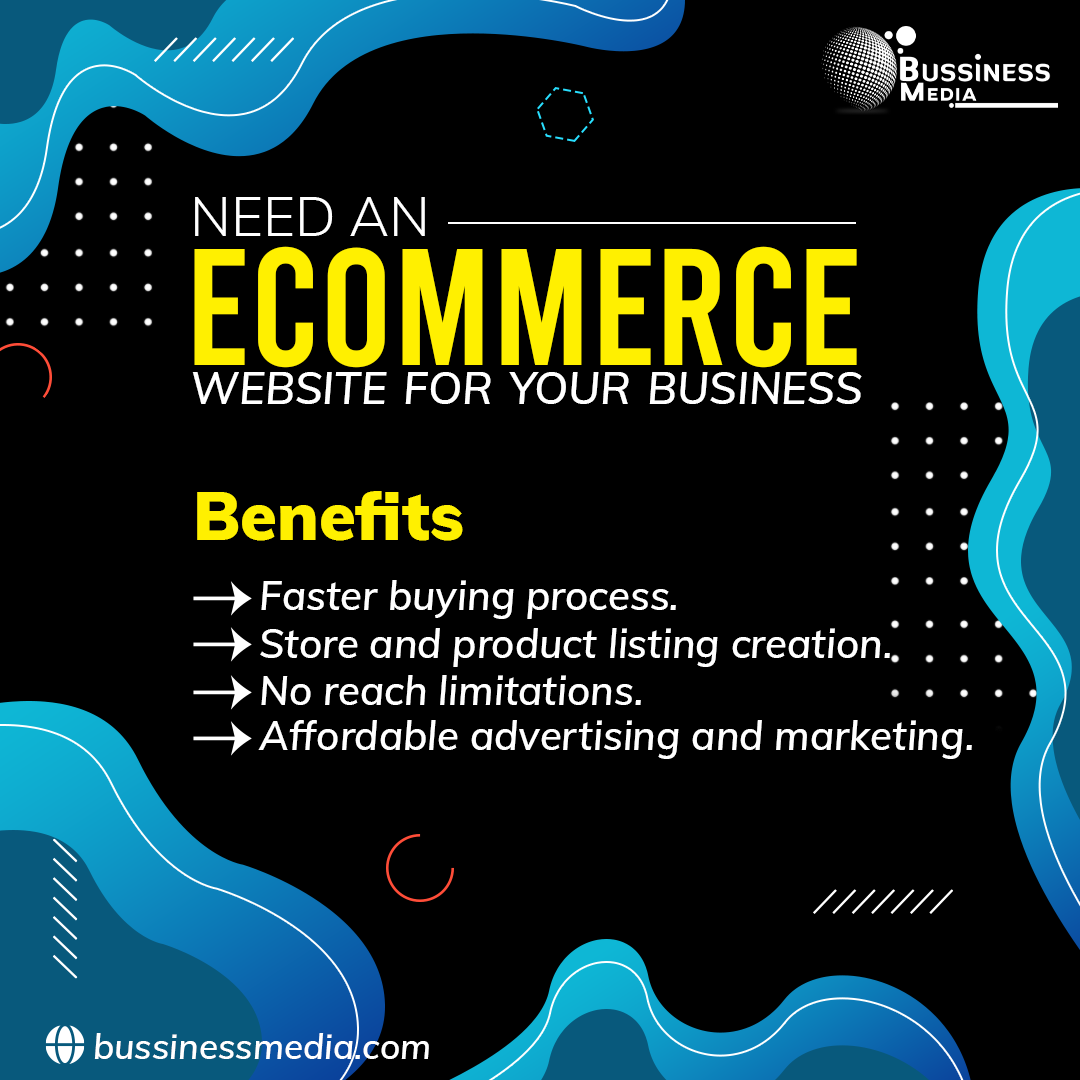 BUSSINESS
MEDIA
NEED AN
ECOMMERCE
WEBSITE FOR YOUR BUSINESS
Benefits
Faster buying process.
Store and product listing creation.
No reach limitations.
Affordable advertising and marketing.
bussinessmedia.com